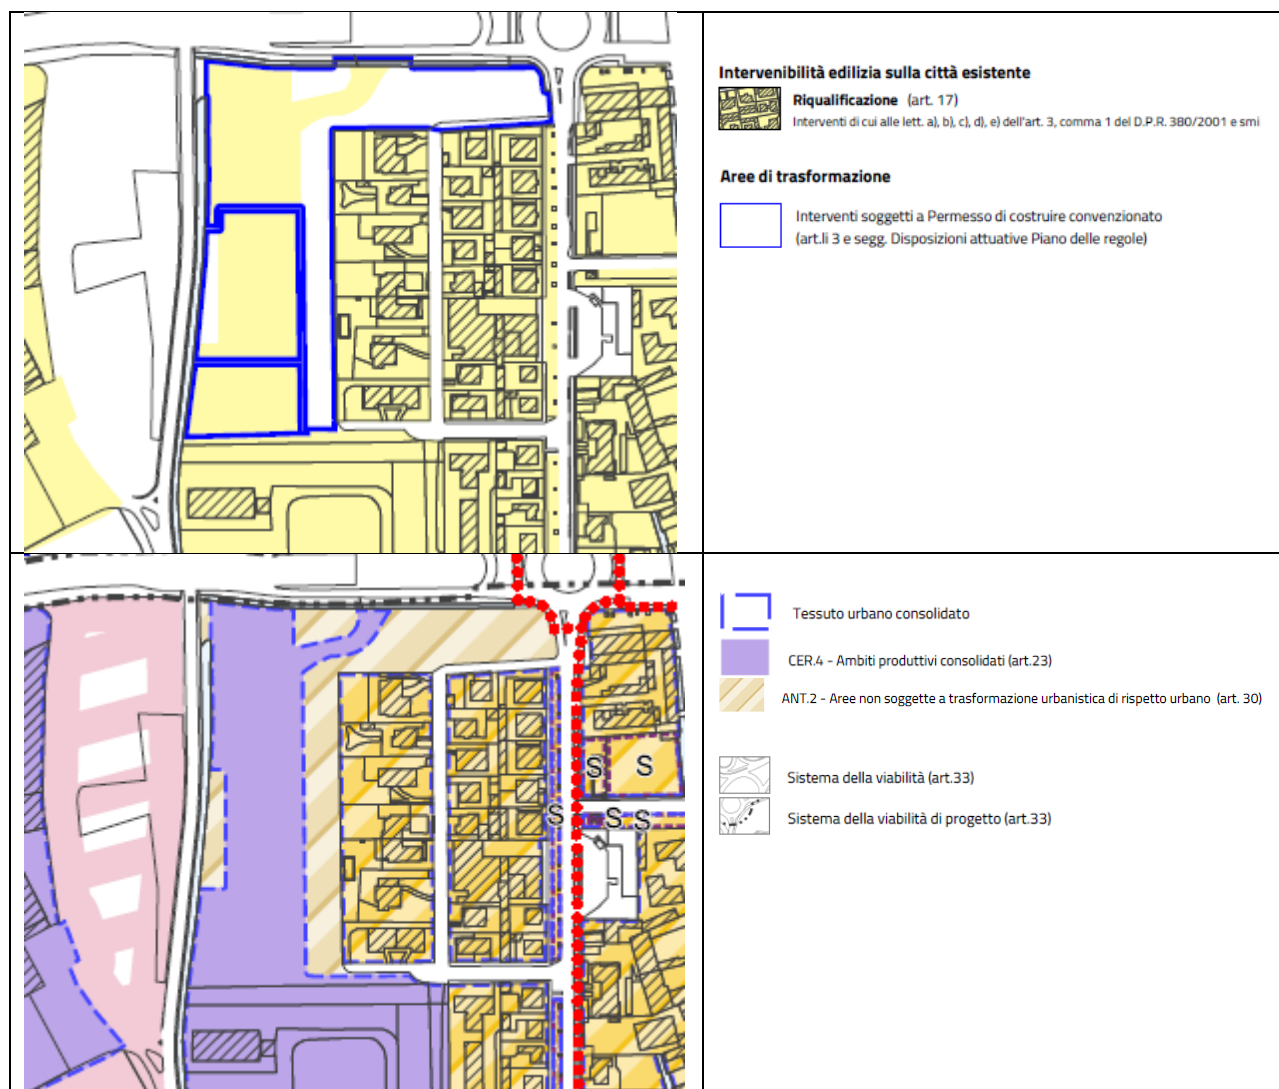 Intervenibilità edilizia sulla città esistente
Riqualificazione (art. 17)
Interventi di cui alle lett. a), b), c), d), e) dell'art. 3, comma 1 del D.P.R. 380/2001 e smi
Aree di trasformazione
Interventi soggetti a Permesso di costruire convenzionato
(art.li 3 e segg. Disposizioni attuative Piano delle regole)
S
S
S
S
S
Tessuto urbano consolidato
CER.4 - Ambiti produttivi consolidati (art.23)
ANT.2 - Aree non soggette a trasformazione urbanistica di rispetto urbano (art. 30)
Sistema della viabilità (art.33)
Sistema della viabilità di progetto (art.33)